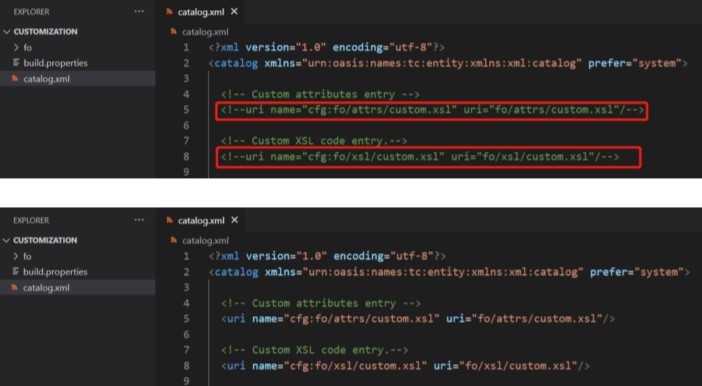 EXPLORER ··· catalog.xml ×
CUSTOMIZATION catalog.xml
fo 1 <?xml version="1.0" encoding="utf-8"?>
build.properties 2 <catalog xmlns="urn:oasis:names:tc:entity:xmlns:xml:catalog" prefer="system">
catalog.xml 3
4 <!-- Custom attributes entry -->
5 <!--uri name="cfg:fo/attrs/custom.xsl" uri="fo/attrs/custom.xsl"/-->
6
7 <!-- Custom XSL code entry.-->
8 <!--uri name="cfg:fo/xsl/custom.xsl" uri="fo/xsl/custom.xsl"/-->
9
EXPLORER ··· catalog.xml ×
CUSTOMIZATION catalog.xml
fo 1 <?xml version="1.0" encoding="utf-8"?>
build.properties 2 <catalog xmlns="urn:oasis:names:tc:entity:xmlns:xml:catalog" prefer="system">
catalog.xml 3
4 <!-- Custom attributes entry -->
5 <uri name="cfg:fo/attrs/custom.xsl" uri="fo/attrs/custom.xsl"/>
6
7 <!-- Custom XSL code entry.-->
8 <uri name="cfg:fo/xsl/custom.xsl" uri="fo/xsl/custom.xsl"/>
9